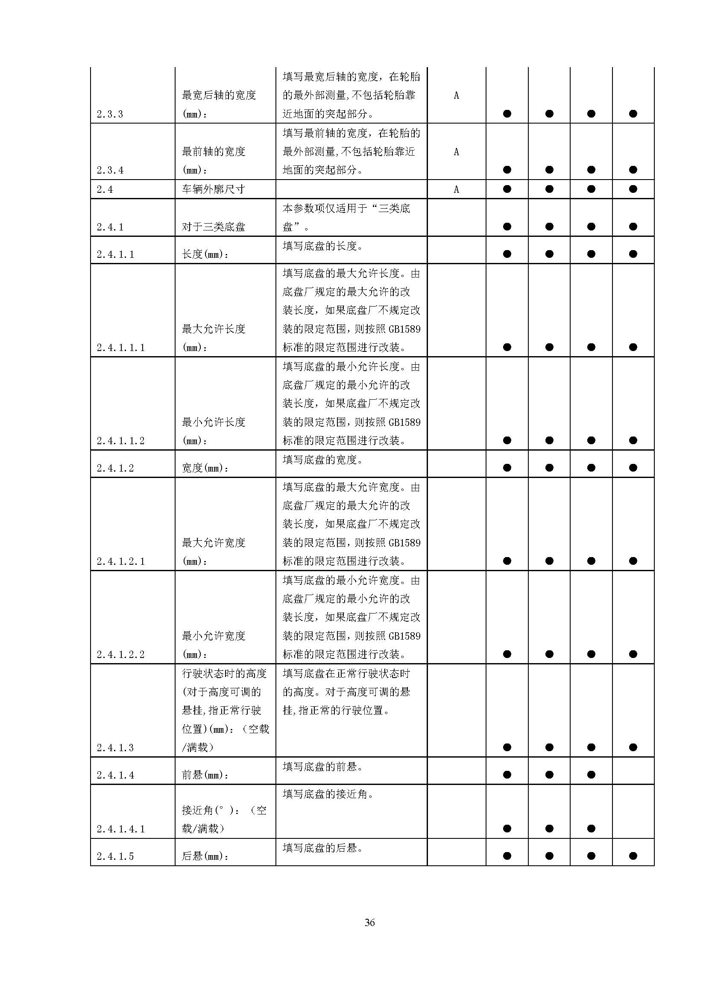 填写最宽后轴的宽度，在轮胎
最宽后轴的宽度 的最外部测量,不包括轮胎靠 A
2.3.3 (mm)： 近地面的突起部分。 ● ● ● ●
填写最前轴的宽度，在轮胎的
最前轴的宽度 最外部测量,不包括轮胎靠近 A
2.3.4 (mm)： 地面的突起部分。 ● ● ● ●
2.4 车辆外廓尺寸 A ● ● ● ●
本参数项仅适用于“三类底
2.4.1 对于三类底盘 盘”。 ● ● ● ●
填写底盘的长度。
2.4.1.1 长度(mm)： ● ● ● ●
填写底盘的最大允许长度。由
底盘厂规定的最大允许的改
装长度，如果底盘厂不规定改
最大允许长度 装的限定范围，则按照 GB1589
2.4.1.1.1 (mm)： 标准的限定范围进行改装。 ● ● ● ●
填写底盘的最小允许长度。由
底盘厂规定的最小允许的改
装长度，如果底盘厂不规定改
最小允许长度 装的限定范围，则按照 GB1589
2.4.1.1.2 (mm)： 标准的限定范围进行改装。 ● ● ● ●
填写底盘的宽度。
2.4.1.2 宽度(mm)： ● ● ● ●
填写底盘的最大允许宽度。由
底盘厂规定的最大允许的改
装长度，如果底盘厂不规定改
最大允许宽度 装的限定范围，则按照 GB1589
2.4.1.2.1 (mm)： 标准的限定范围进行改装。 ● ● ● ●
填写底盘的最小允许宽度。由
底盘厂规定的最小允许的改
装长度，如果底盘厂不规定改
最小允许宽度 装的限定范围，则按照 GB1589
2.4.1.2.2 (mm)： 标准的限定范围进行改装。 ● ● ● ●
行驶状态时的高度 填写底盘在正常行驶状态时
(对于高度可调的 的高度。对于高度可调的悬
悬挂,指正常行驶 挂,指正常的行驶位置。
位置)(mm)：（空载
2.4.1.3 /满载） ● ● ● ●
填写底盘的前悬。
2.4.1.4 前悬(mm)： ● ● ●
填写底盘的接近角。
接近角(°)：（空
2.4.1.4.1 载/满载） ● ● ●
填写底盘的后悬。
2.4.1.5 后悬(mm)： ● ● ● ●
36